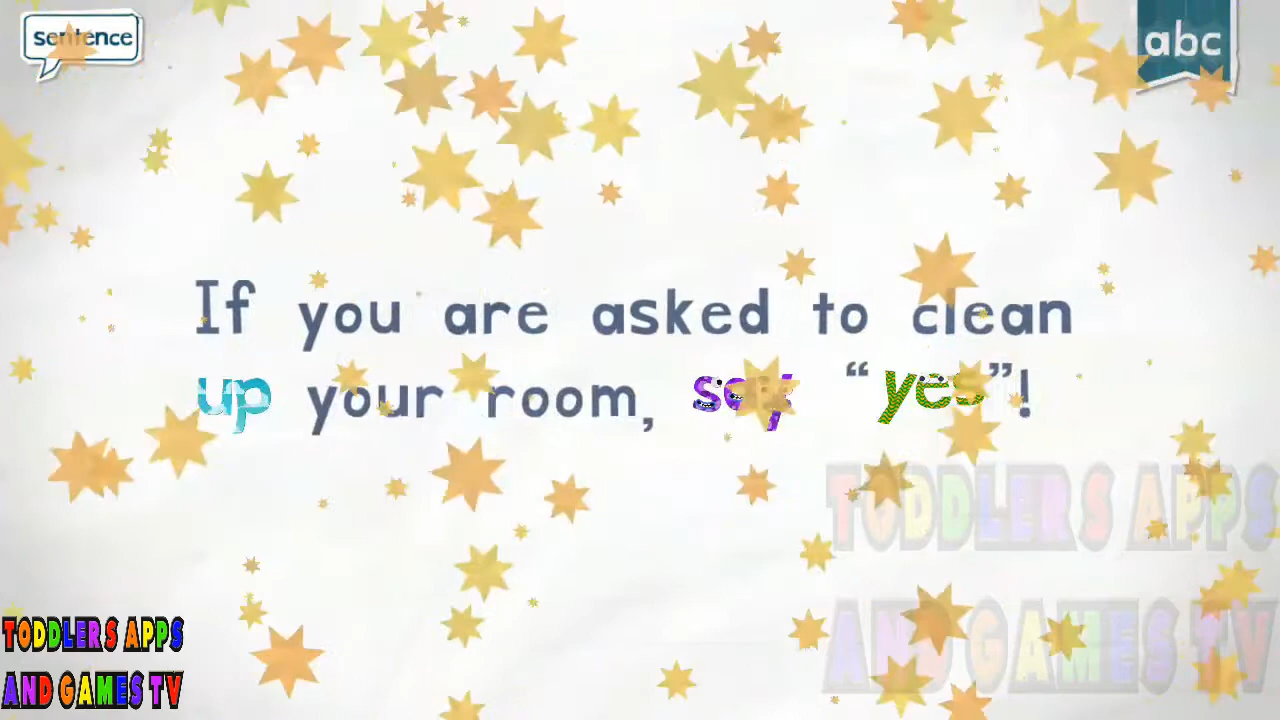 sentence
abc
If you are asked to clean
up your room, say “yes”!
TODDLERS APPS
AND GAMES TV
TODDLERS APPS
AND GAMES TV